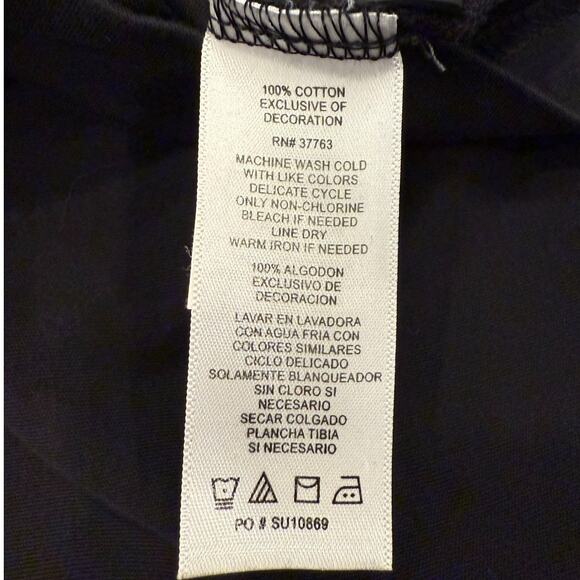 100% COTTON
EXCLUSIVE OF
DECORATION
RN# 37763
MACHINE WASH COLD
WITH LIKE COLORS
DELICATE CYCLE
ONLY NON-CHLORINE
BLEACH IF NEEDED
LINE DRY
WARM IRON IF NEEDED
100% ALGODON
EXCLUSIVO DE
DECORACION
LAVAR EN LAVADORA
CON AGUA FRIA CON
COLORES SIMILARES
CICLO DELICADO
SOLAMENTE BLANQUEADOR
SIN CLORO SI
NECESARIO
SECAR COLGADO
PLANCHA TIBIA
SI NECESARIO
PO # SU10869